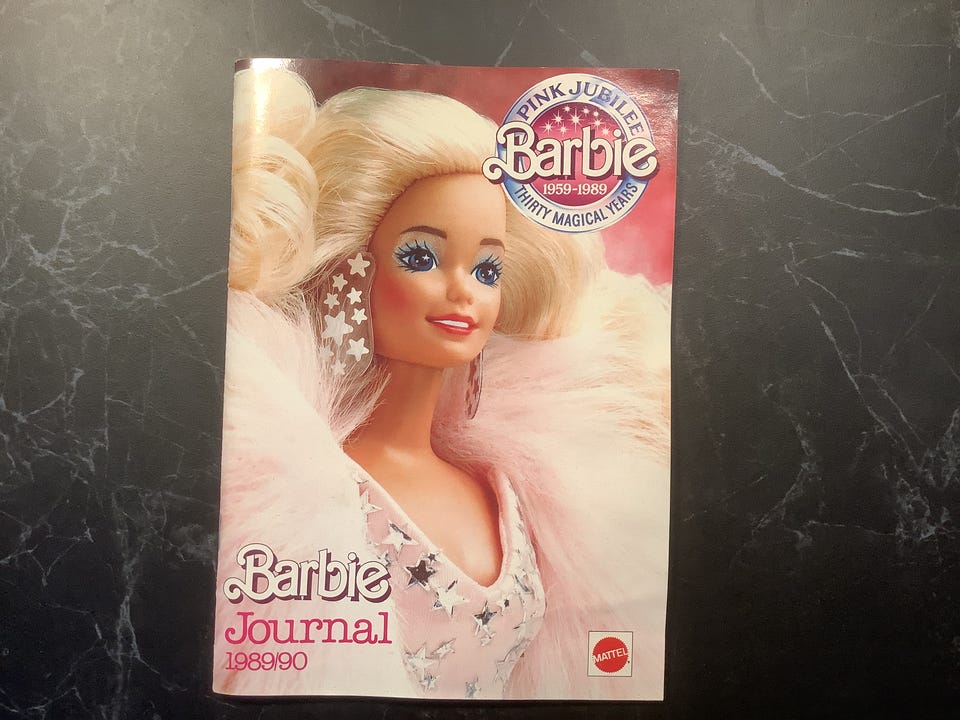 PINK JUBILEE
Barbie
1959-1989
THIRTY MAGICAL YEARS
Barbie
Journal
1989/90
MATTEL